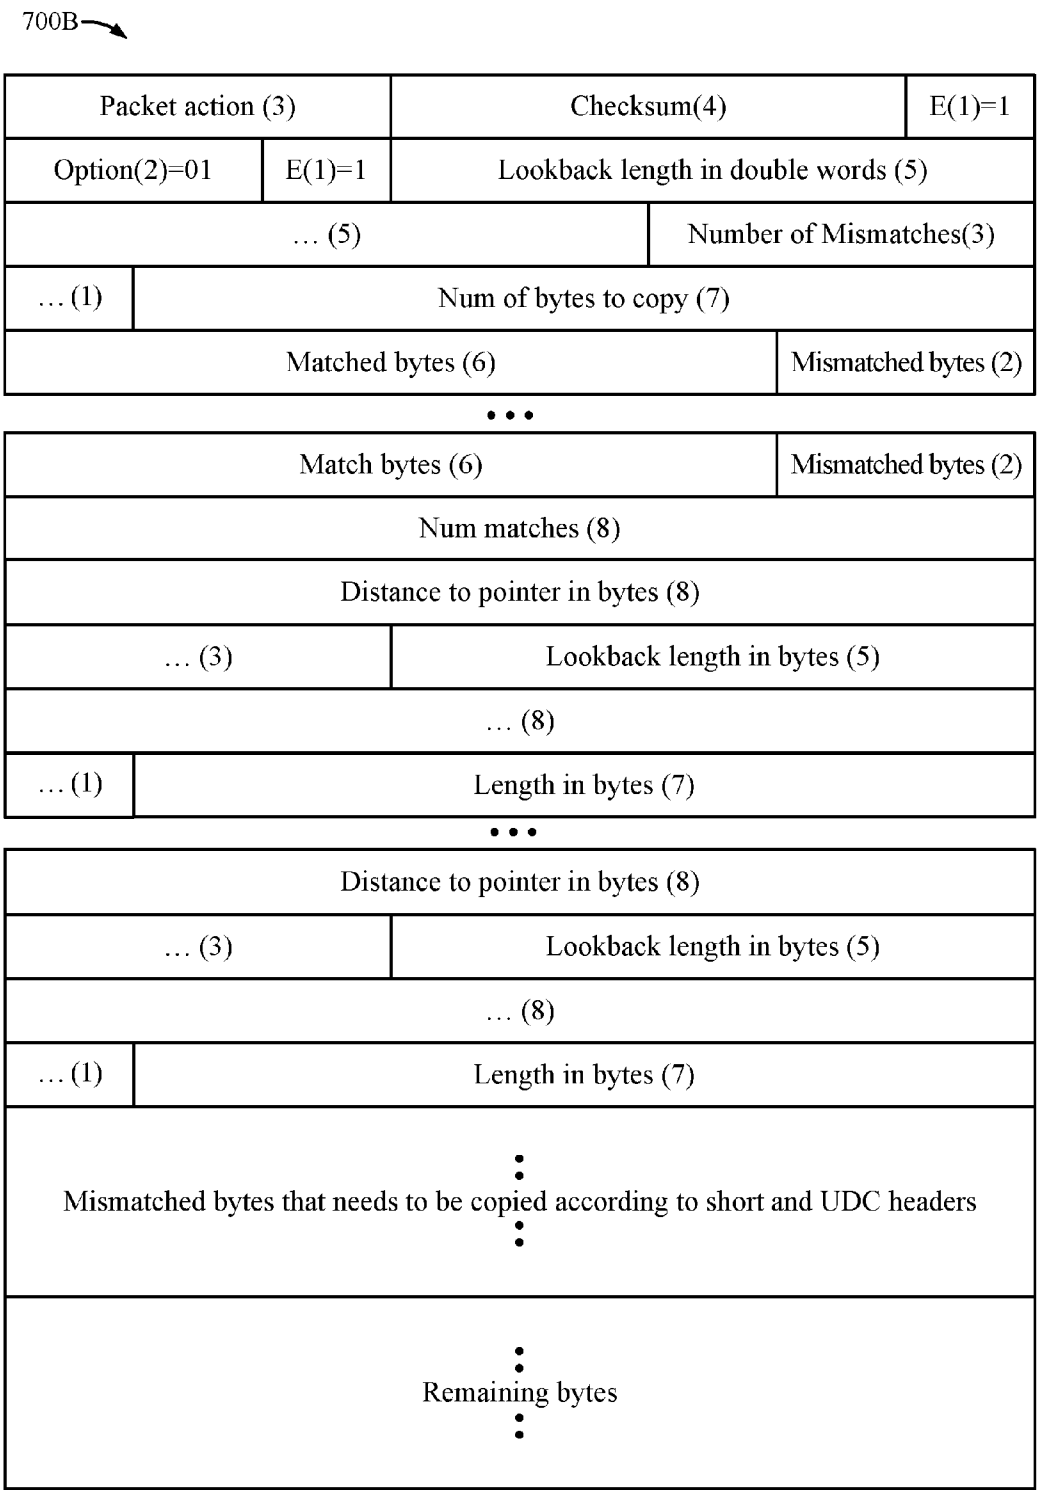 700B
Packet action (3) Checksum(4) E(1)=1
Option(2)=01 E(1)=1 Lookback length in double words (5)
... (5) Number of Mismatches(3)
... (1) Num of bytes to copy (7)
Matched bytes (6) Mismatched bytes (2)
...
Match bytes (6) Mismatched bytes (2)
Num matches (8)
Distance to pointer in bytes (8)
... (3) Lookback length in bytes (5)
... (8)
... (1) Length in bytes (7)
...
Distance to pointer in bytes (8)
... (3) Lookback length in bytes (5)
... (8)
... (1) Length in bytes (7)
Mismatched bytes that needs to be copied according to short and UDC headers
Remaining bytes